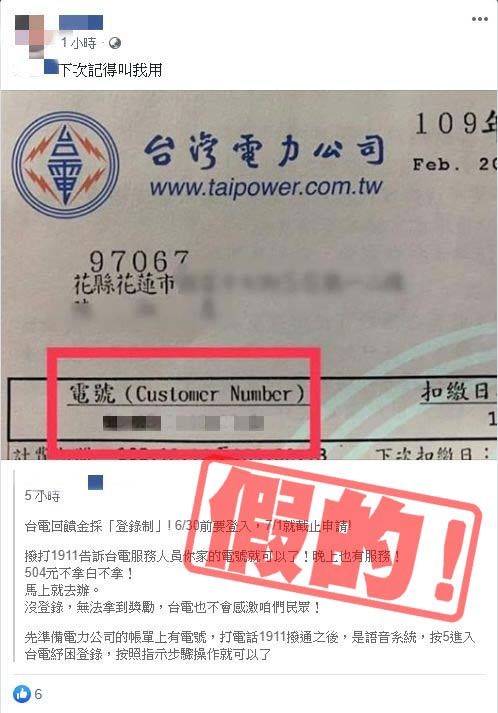 1 小時
下次記得叫我用
台電
台灣電力公司
www.taipower.com.tw
109年
Feb. 20
97067
花縣花蓮市
電號 (Customer Number)
扣繳日
1
下次扣繳日:
5 小時
台電回饋金採「登錄制」! 6/30前要登入,7/1就截止申請!
撥打1911告訴台電服務人員你家的電號就可以了!晚上也有服務!
504元不拿白不拿!
馬上就去辦。
沒登錄,無法拿到獎勵,台電也不會感激咱們民眾!
先準備電力公司的帳單上有電號,打電話1911撥通之後,是語音系統,按5進入
台電紓困登錄,按照指示步驟操作就可以了
假的!
6